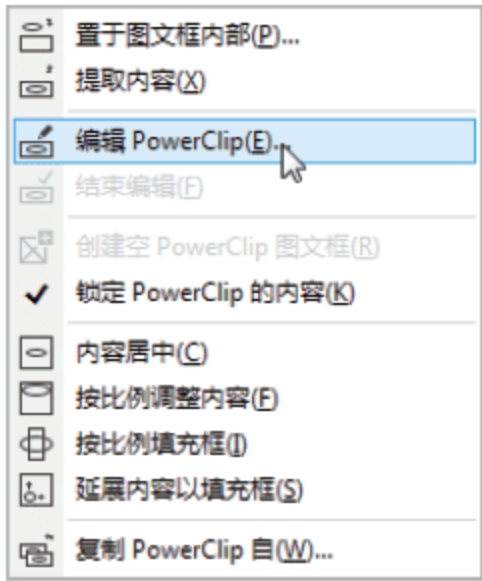 置于图文框内部(P)...
提取内容(X)
编辑 PowerClip(E)...
结束编辑(F)
创建空 PowerClip 图文框(R)
锁定 PowerClip 的内容(K)
内容居中(C)
按比例调整内容(F)
按比例填充框(I)
延展内容以填充框(S)
复制 PowerClip 自(W)...